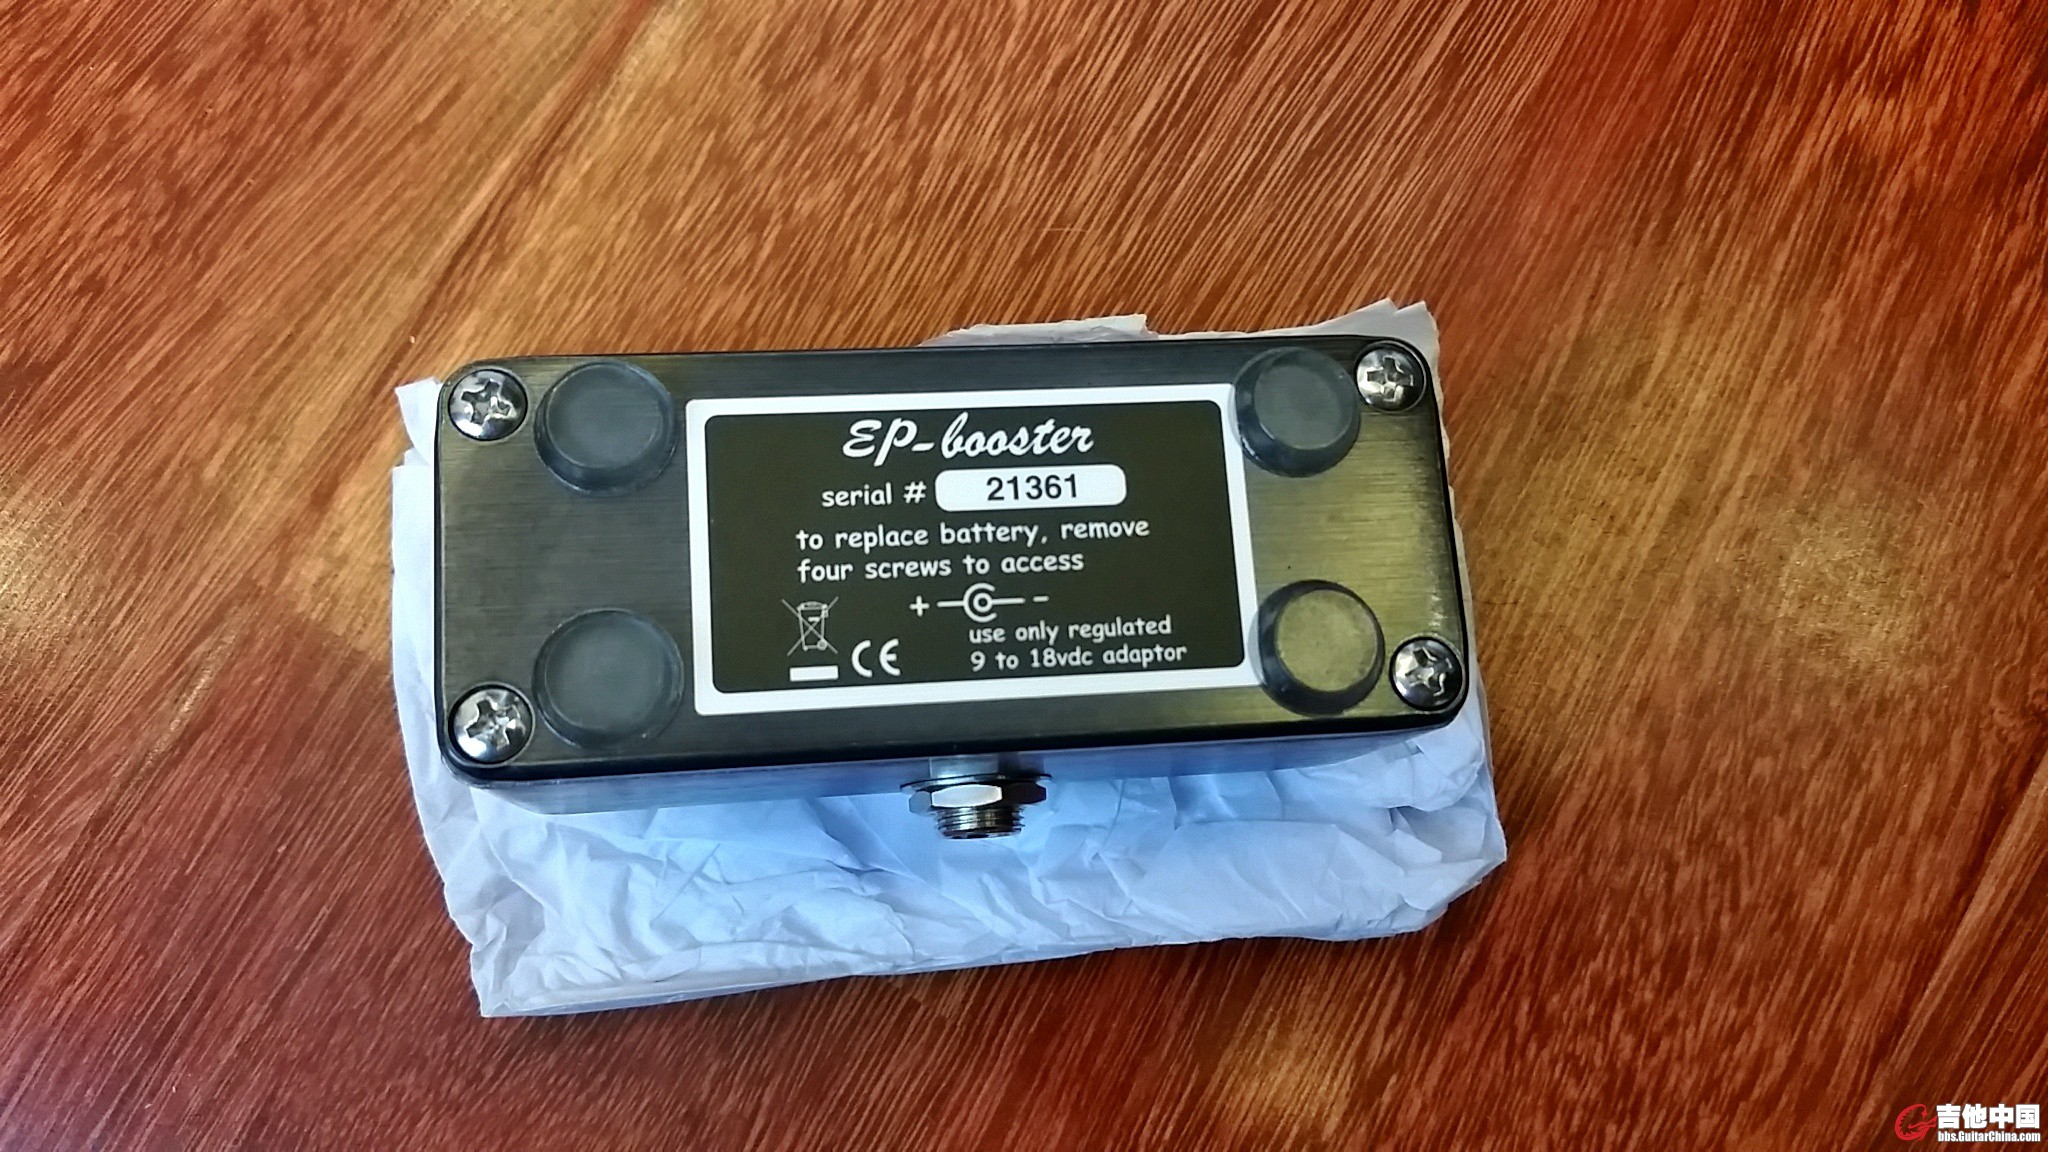 EP-booster
serial # 21361
to replace battery, remove
four screws to access
+ -
CE
use only regulated
9 to 18vdc adaptor
吉他中国
bbs.GuitarChina.com